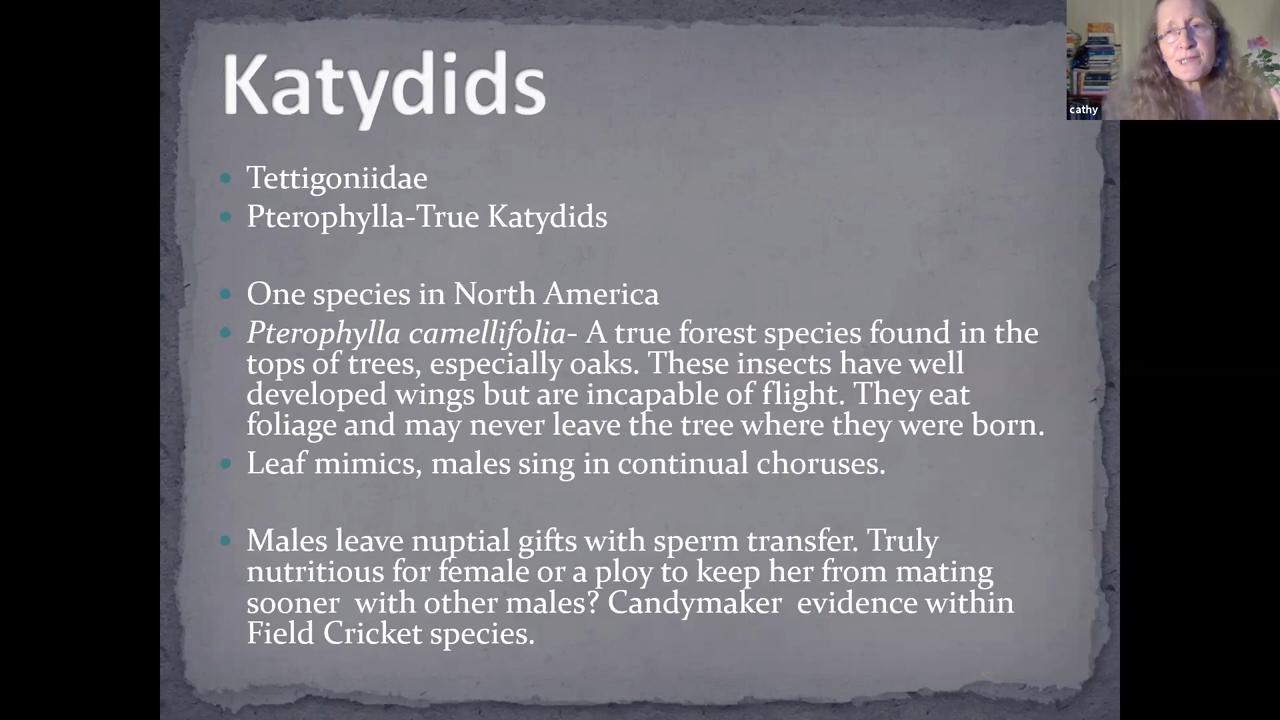 Katydids
cathy
Tettigoniidae
Pterophylla-True Katydids
One species in North America
Pterophylla camellifolia- A true forest species found in the
tops of trees, especially oaks. These insects have well
developed wings but are incapable of flight. They eat
foliage and may never leave the tree where they were born.
Leaf mimics, males sing in continual choruses.
Males leave nuptial gifts with sperm transfer. Truly
nutritious for female or a ploy to keep her from mating
sooner  with other males? Candymaker  evidence within
Field Cricket species.